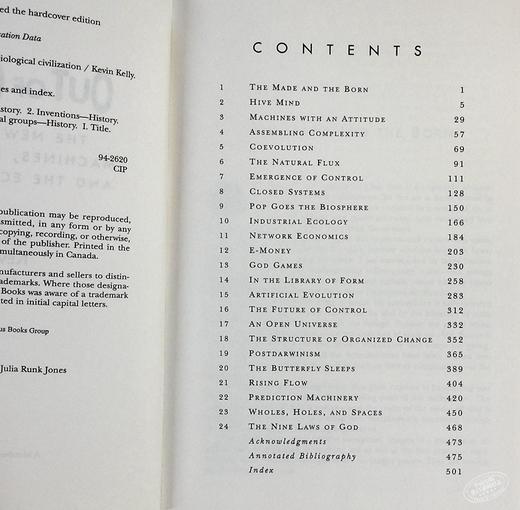 ed the hardcover edition
ation Data
iological civilization / Kevin Kelly.
es and index.
story. 2. Inventions—History.
al groups—History. I. Title.
94-2620
CIP
publication may be reproduced,
smitted, in any form or by any
copying, recording, or otherwise,
of the publisher. Printed in the
multaneously in Canada.
nufacturers and sellers to distin-
ademarks. Where those designa-
Books was aware of a trademark
ted in initial capital letters.
us Books Group
Julia Runk Jones
CONTENTS
1 The Made and the Born 1
2 Hive Mind 5
3 Machines with an Attitude 29
4 Assembling Complexity 57
5 Coevolution 69
6 The Natural Flux 91
7 Emergence of Control 111
8 Closed Systems 128
9 Pop Goes the Biosphere 150
10 Industrial Ecology 166
11 Network Economics 184
12 E-Money 203
13 God Games 230
14 In the Library of Form 258
15 Artificial Evolution 283
16 The Future of Control 312
17 An Open Universe 332
18 The Structure of Organized Change 352
19 Postdarwinism 365
20 The Butterfly Sleeps 389
21 Rising Flow 404
22 Prediction Machinery 420
23 Wholes, Holes, and Spaces 450
24 The Nine Laws of God 468
Acknowledgments 473
Annotated Bibliography 475
Index 501